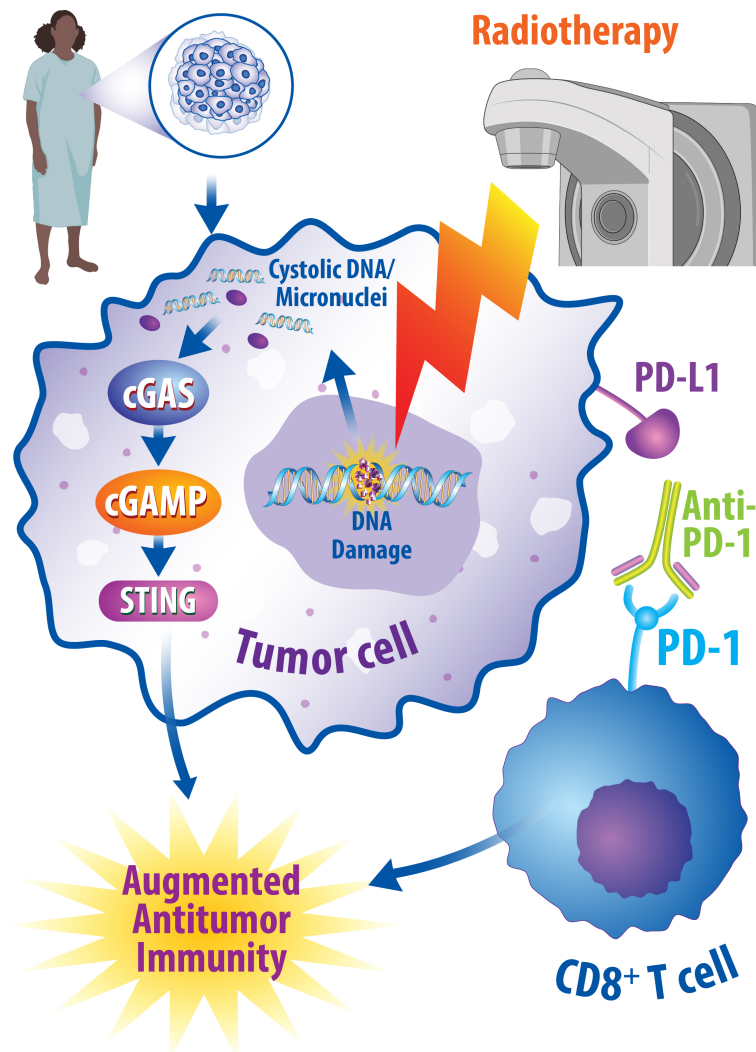 Radiotherapy
Cystolic DNA/
Micronuclei
cGAS
PD-L1
cGAMP
Anti-
PD-1
DNA
Damage
STING
Tumor cell
PD-1
Augmented
Antitumor
Immunity
CD8+ T cell